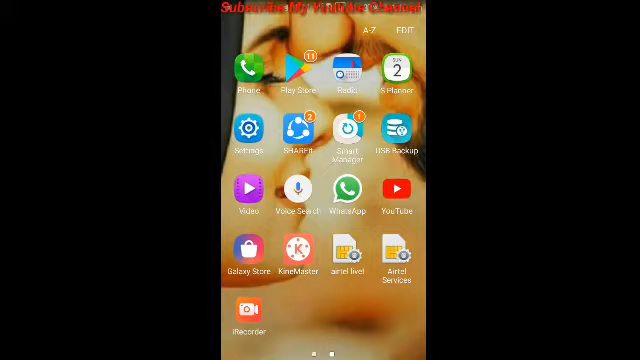 Subscribe My YouTube Channel
A-Z EDIT
11
SUN
2
Phone Play Store Radio S Planner
2 !
Settings SHAREit Smart Manager USB Backup
Video Voice Search WhatsApp YouTube
K
Galaxy Store KineMaster airtel live! Airtel Services
iRecorder